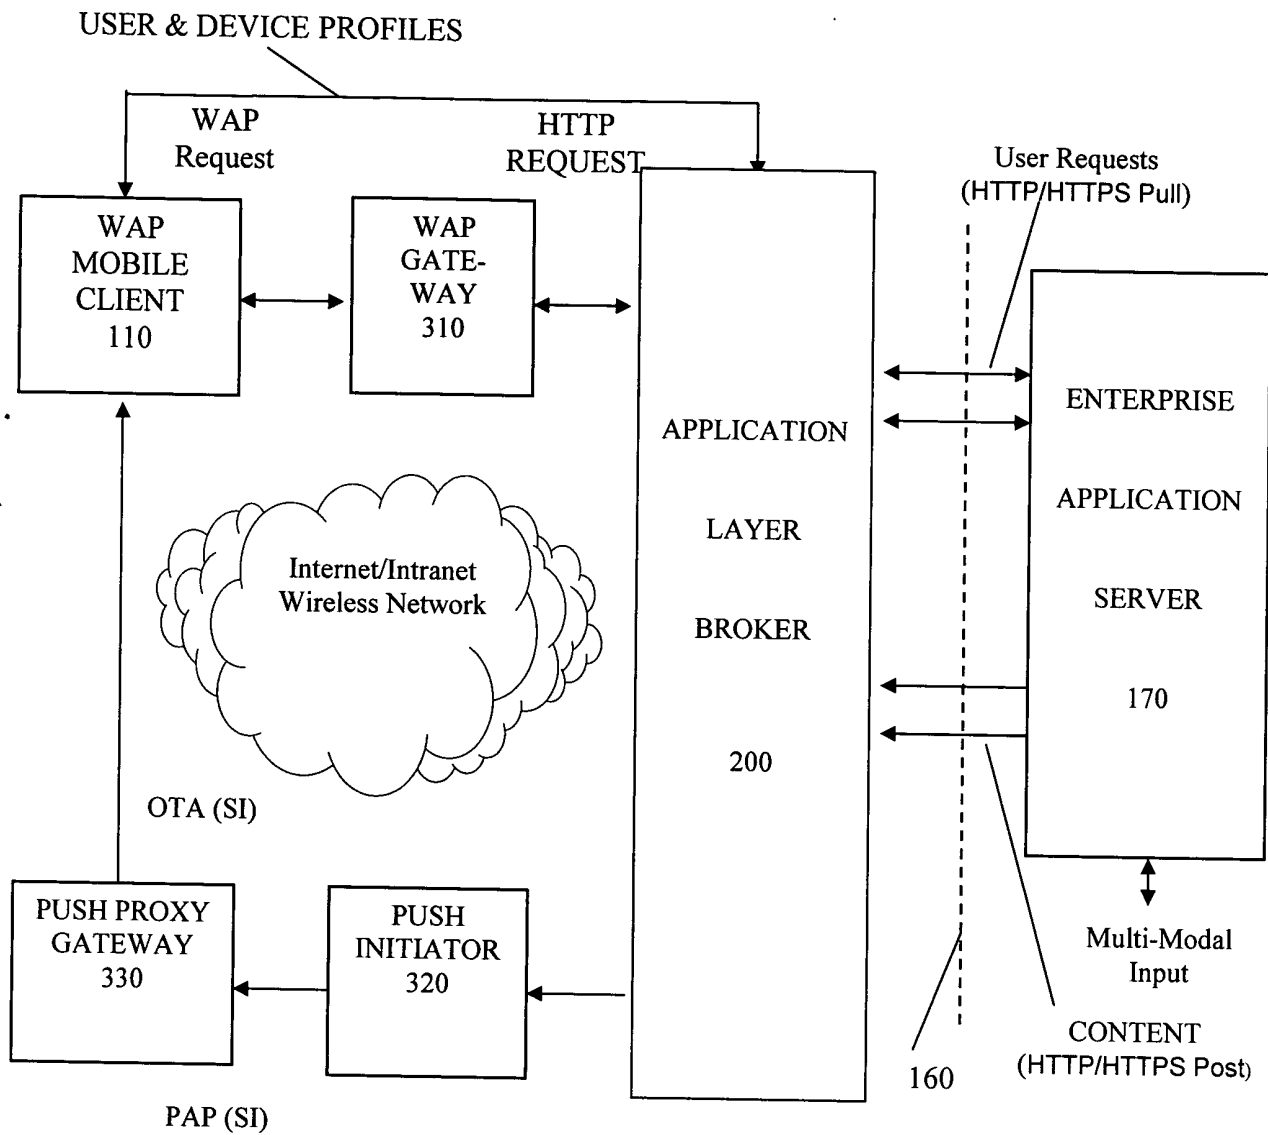 USER & DEVICE PROFILES
WAP
Request
HTTP
REQUEST
User Requests
(HTTP/HTTPS Pull)
WAP
MOBILE
CLIENT
110
WAP
GATE-
WAY
310
APPLICATION
LAYER
BROKER
200
ENTERPRISE
APPLICATION
SERVER
170
Internet/Intranet
Wireless Network
OTA (SI)
PUSH PROXY
GATEWAY
330
PUSH
INITIATOR
320
Multi-Modal
Input
CONTENT
(HTTP/HTTPS Post)
160
PAP (SI)